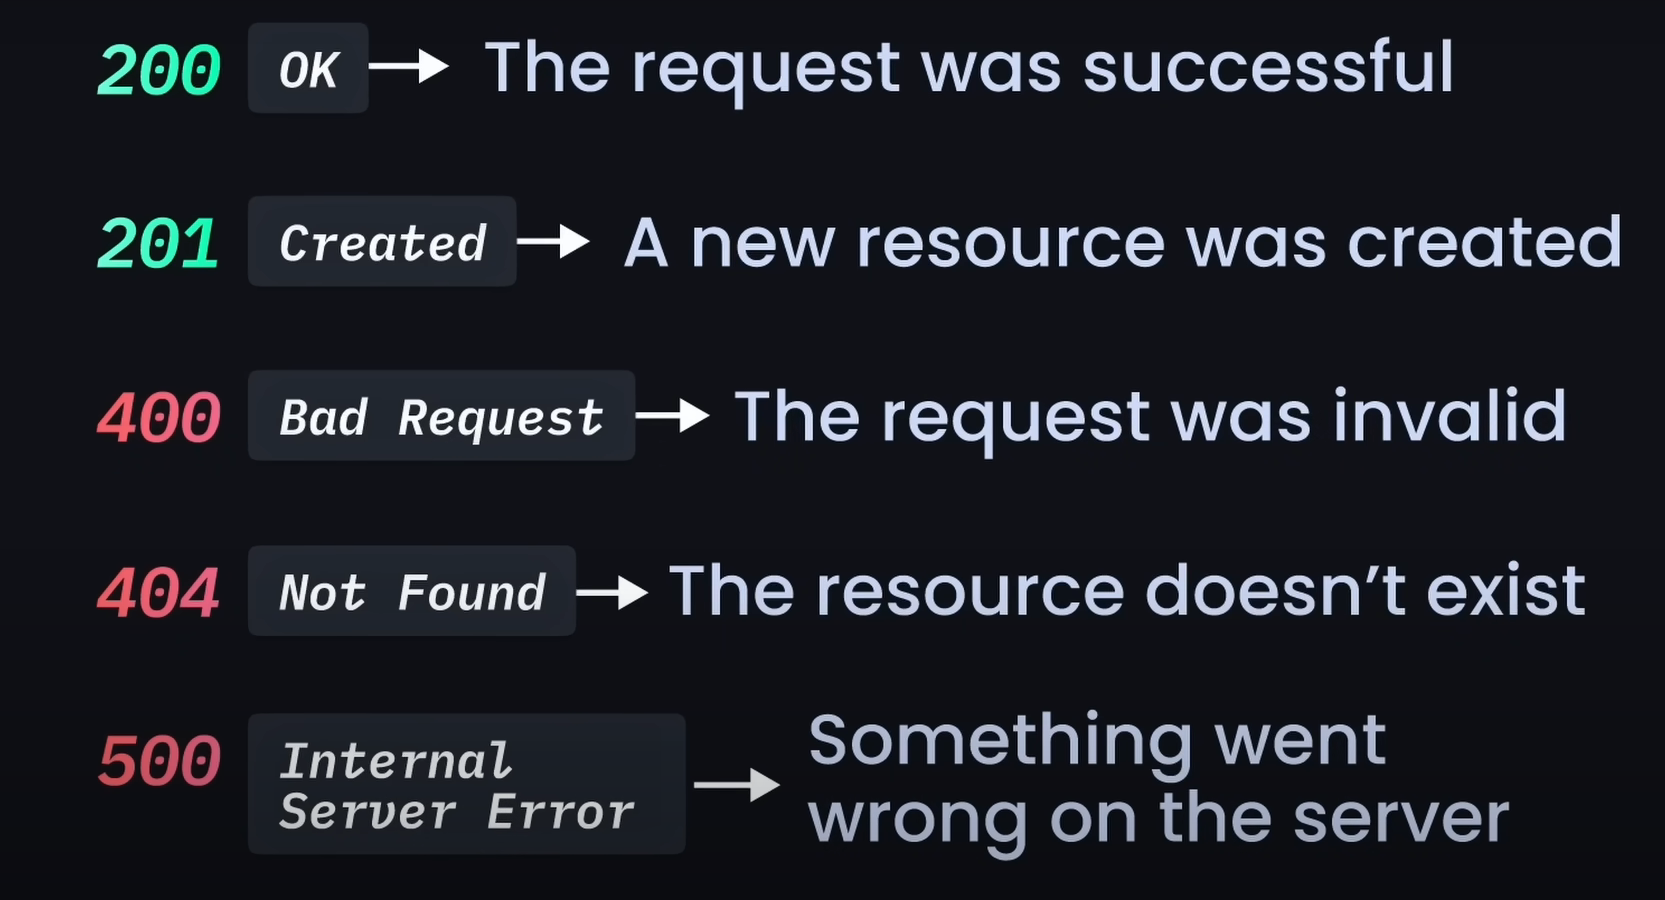 200 OK → The request was successful
201 Created → A new resource was created
400 Bad Request → The request was invalid
404 Not Found → The resource doesn’t exist
500 Internal Server Error → Something went wrong on the server